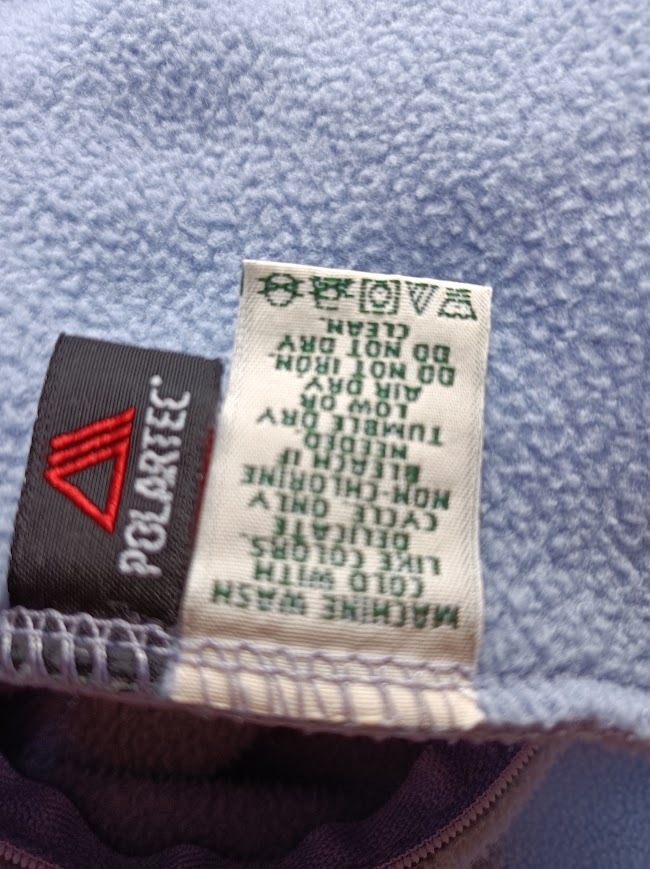 POLARTEC®
MACHINE WASH
COLD WITH
LIKE COLORS.
DELICATE
CYCLE ONLY
NON-CHLORINE
BLEACH IF
NEEDED
TUMBLE DRY
LOW OR
AIR DRY
DO NOT IRON.
DO NOT DRY
CLEAN.